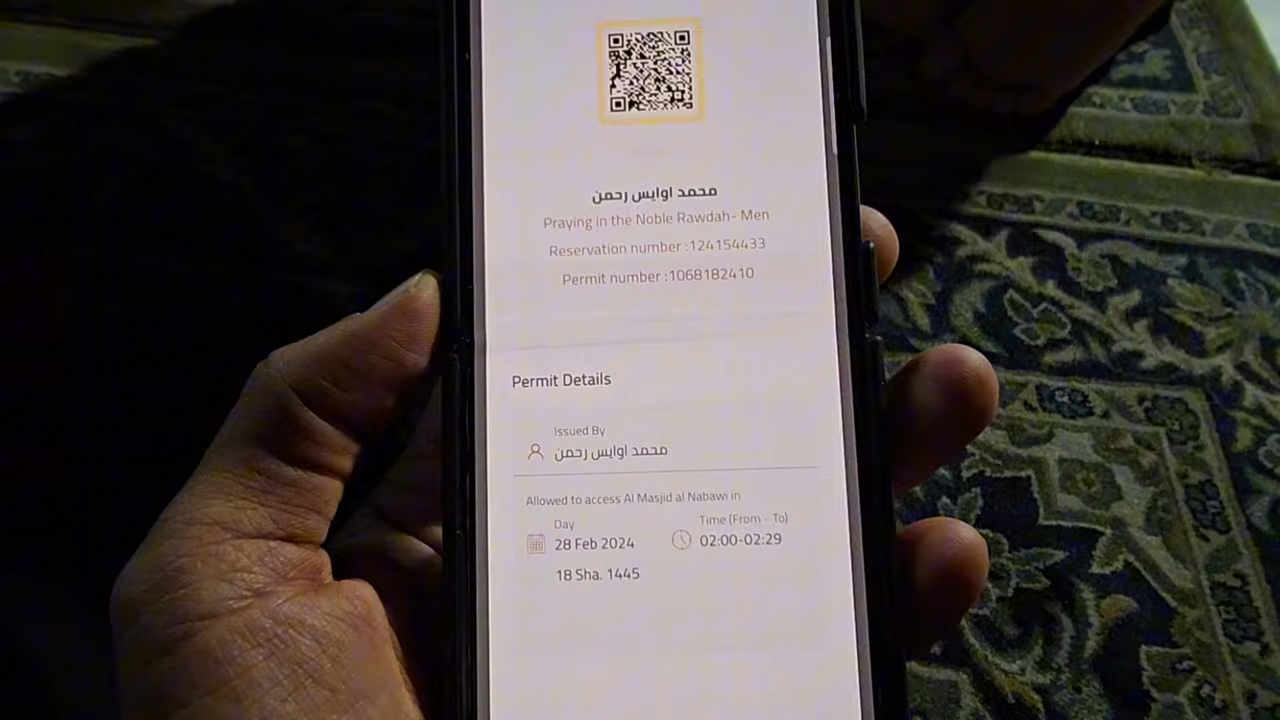 محمد اوايس رحمن
Praying in the Noble Rawdah- Men
Reservation number :124154433
Permit number :1068182410
Permit Details
Issued By
محمد اوايس رحمن
Allowed to access Al Masjid al Nabawi in
Day
Time (From - To)
28 Feb 2024
02:00-02:29
18 Sha. 1445